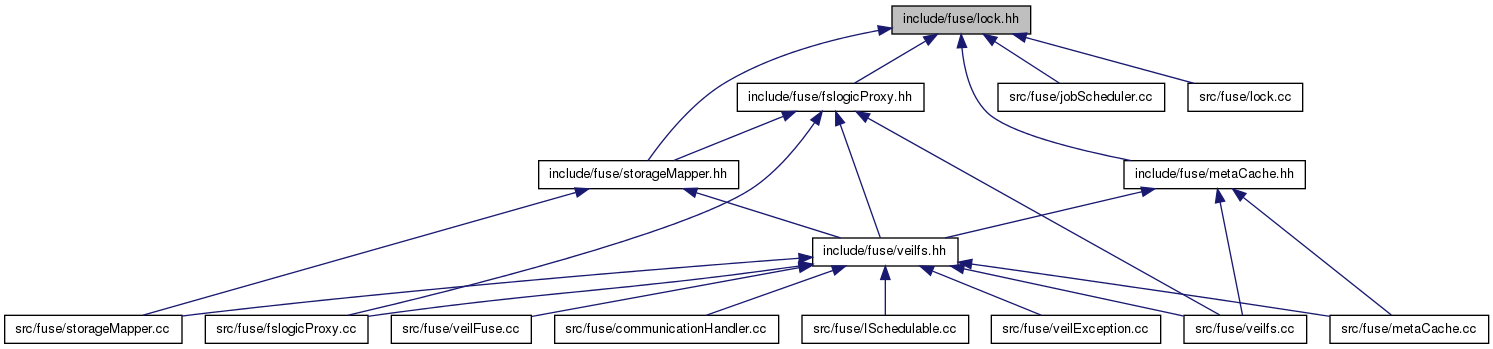 include/fuse/lock.hh
include/fuse/fslogicProxy.hh
src/fuse/jobScheduler.cc
src/fuse/lock.cc
include/fuse/storageMapper.hh
include/fuse/metaCache.hh
include/fuse/veilfs.hh
src/fuse/storageMapper.cc
src/fuse/fslogicProxy.cc
src/fuse/veilFuse.cc
src/fuse/communicationHandler.cc
src/fuse/ISchedulable.cc
src/fuse/veilException.cc
src/fuse/veilfs.cc
src/fuse/metaCache.cc